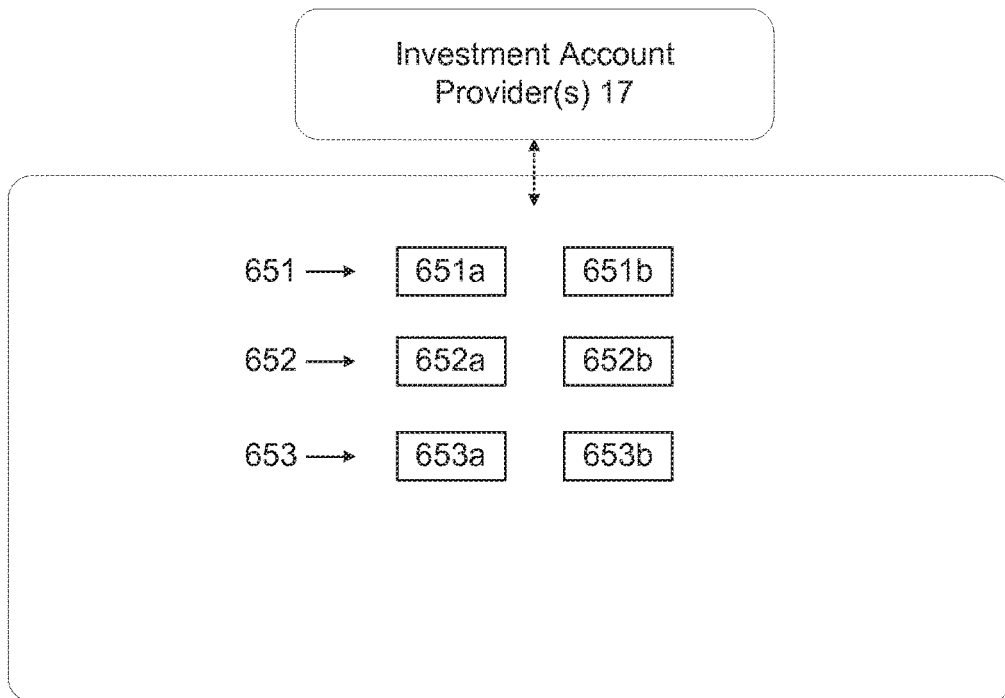 Investment Account
Provider(s) 17
651 651a 651b
652 652a 652b
653 653a 653b